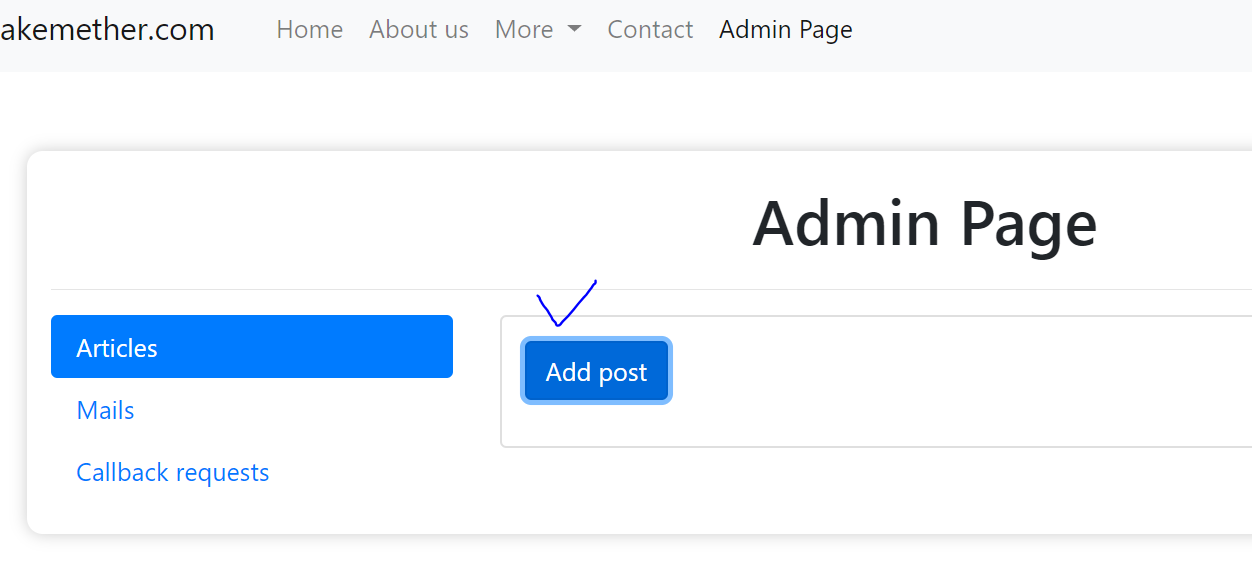 akemether.com Home About us More Contact Admin Page
Admin Page
Articles
Add post
Mails
Callback requests